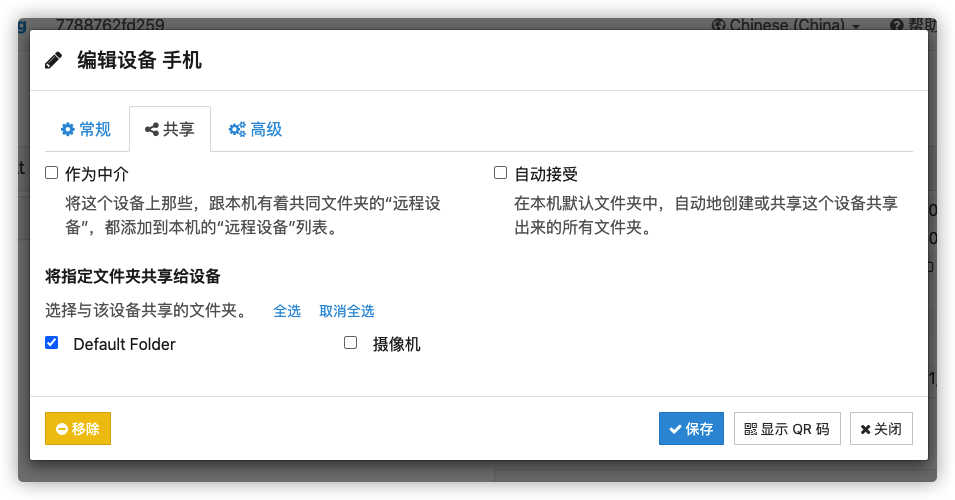 7788762fd259
Chinese (China)
帮助
编辑设备 手机
常规
共享
高级
作为中介
将这个设备上那些，跟本机有着共同文件夹的“远程设
备”，都添加到本机的“远程设备”列表。
自动接受
在本机默认文件夹中，自动地创建或共享这个设备共享
出来的所有文件夹。
将指定文件夹共享给设备
选择与该设备共享的文件夹。 全选 取消全选
Default Folder
摄像机
移除
保存
显示 QR 码
关闭